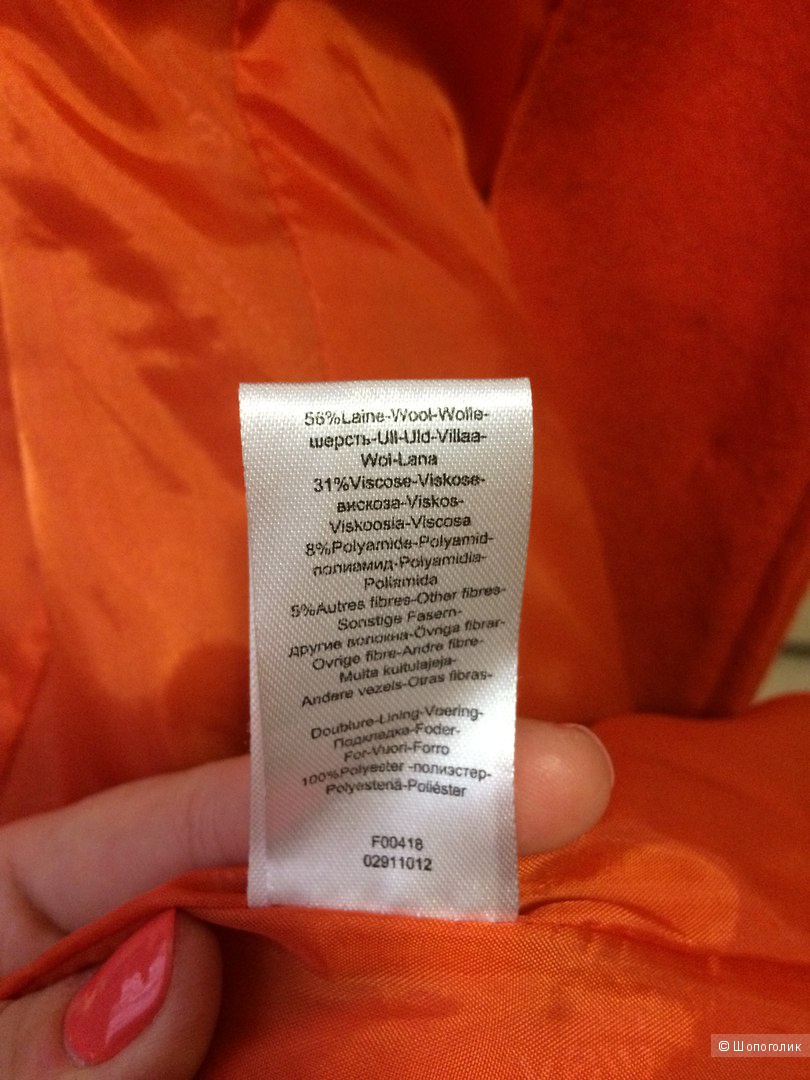 56%Laine-Wool-Wolle-
шерсть-Ull-Uld-Villaa-
Wol-Lana
31%Viscose-Viskose-
вискоза-Viskos-
Viskoosia-Viscosa
8%Polyamide-Polyamid-
полиамид-Polyamidia-
Poliamida
5%Autres fibres-Other fibres-
Sonstige Fasern-
другие волокна-Övriga fibrar-
Ovrige fibre-Andre fibre-
Muita kuitulajeja-
Andere vezels-Otras fibras-
Doublure-Lining-Voering-
Подкладка-Foder-
For-Vuori-Forro
100%Polyester -полиэстер-
Polyesteriä-Poliéster
F00418
02911012
© Шопоголик